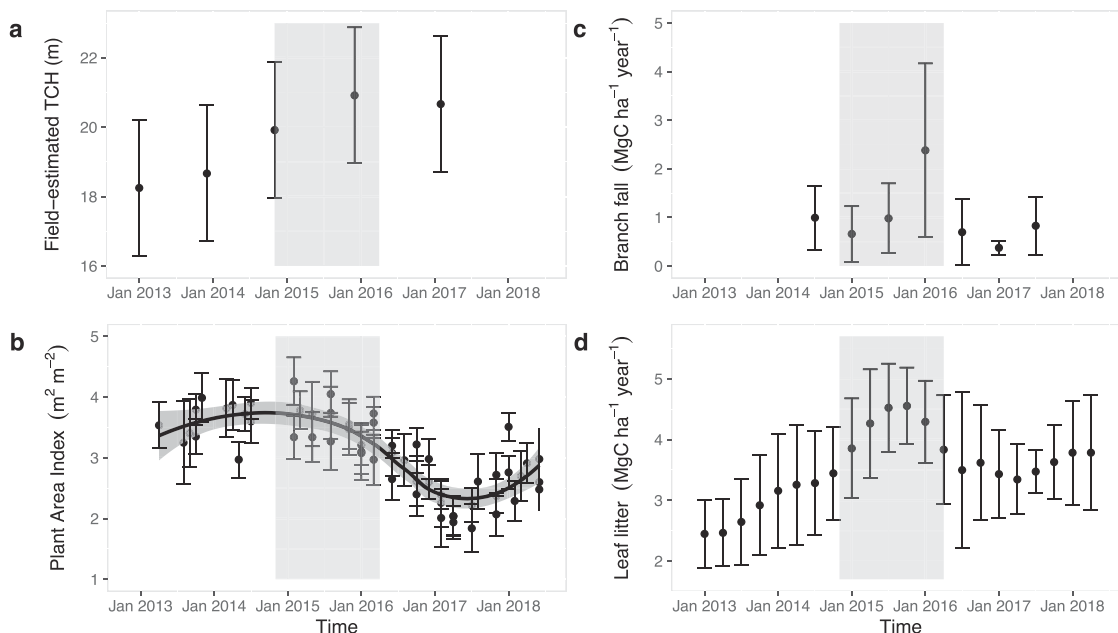 a
Field−estimated TCH (m)
22
20
18
16
Jan 2013 Jan 2014 Jan 2015 Jan 2016 Jan 2017 Jan 2018
b
Plant Area Index (m² m⁻²)
5
4
3
2
1
Jan 2013 Jan 2014 Jan 2015 Jan 2016 Jan 2017 Jan 2018
Time
c
Branch fall (MgC ha⁻¹ year⁻¹)
5
4
3
2
1
0
Jan 2013 Jan 2014 Jan 2015 Jan 2016 Jan 2017 Jan 2018
d
Leaf litter (MgC ha⁻¹ year⁻¹)
5
4
3
2
Jan 2013 Jan 2014 Jan 2015 Jan 2016 Jan 2017 Jan 2018
Time